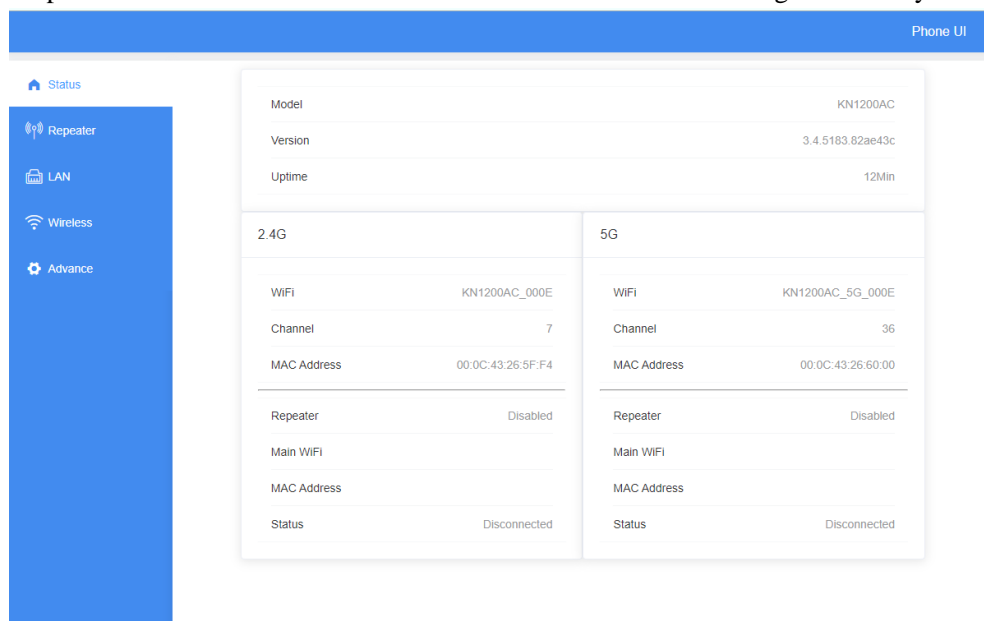 Phone UI
Status
Repeater
LAN
Wireless
Advance
Model KN1200AC
Version 3.4.5183.82ae43c
Uptime 12Min
2.4G
WiFi KN1200AC_000E
Channel 7
MAC Address 00:0C:43:26:5F:F4
Repeater Disabled
Main WiFi
MAC Address
Status Disconnected
5G
WiFi KN1200AC_5G_000E
Channel 36
MAC Address 00:0C:43:26:60:00
Repeater Disabled
Main WiFi
MAC Address
Status Disconnected